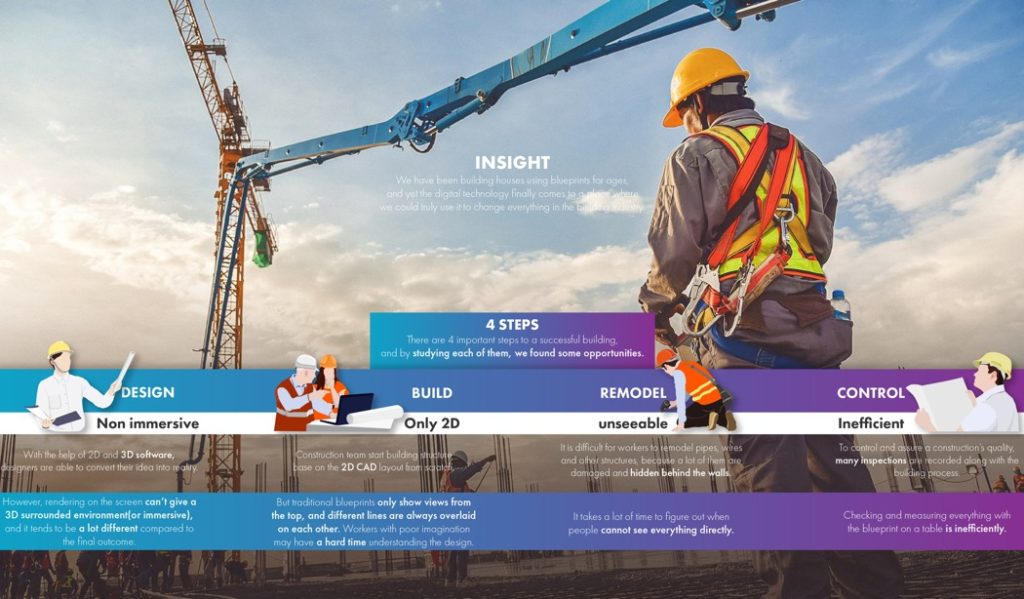 INSIGHT
We have been building houses using blueprints for ages,
and yet the digital technology finally comes to a place where
we could truly use it to change everything in the building industry.
4 STEPS
There are 4 important steps to a successful building,
and by studying each of them, we found some opportunities.
DESIGN
Non immersive
With the help of 2D and 3D software,
designers are able to convert their idea into reality.
However, rendering on the screen can't give a
3D surrounded environment(or immersive),
and it tends to be a lot different compared to
the final outcome.
BUILD
Only 2D
Construction team start building structure
base on the 2D CAD layout from scratch.
But traditional blueprints only show views from
the top, and different lines are always overlaid
on each other. Workers with poor imagination
may have a hard time understanding the design.
REMODEL
unseeable
It is difficult for workers to remodel pipes, wires
and other structures, because a lot of them are
damaged and hidden behind the walls.
It takes a lot of time to figure out when
people cannot see everything directly.
CONTROL
Inefficient
To control and assure a construction's quality,
many inspections are recorded along with the
building process.
Checking and measuring everything with
the blueprint on a table is inefficiently.